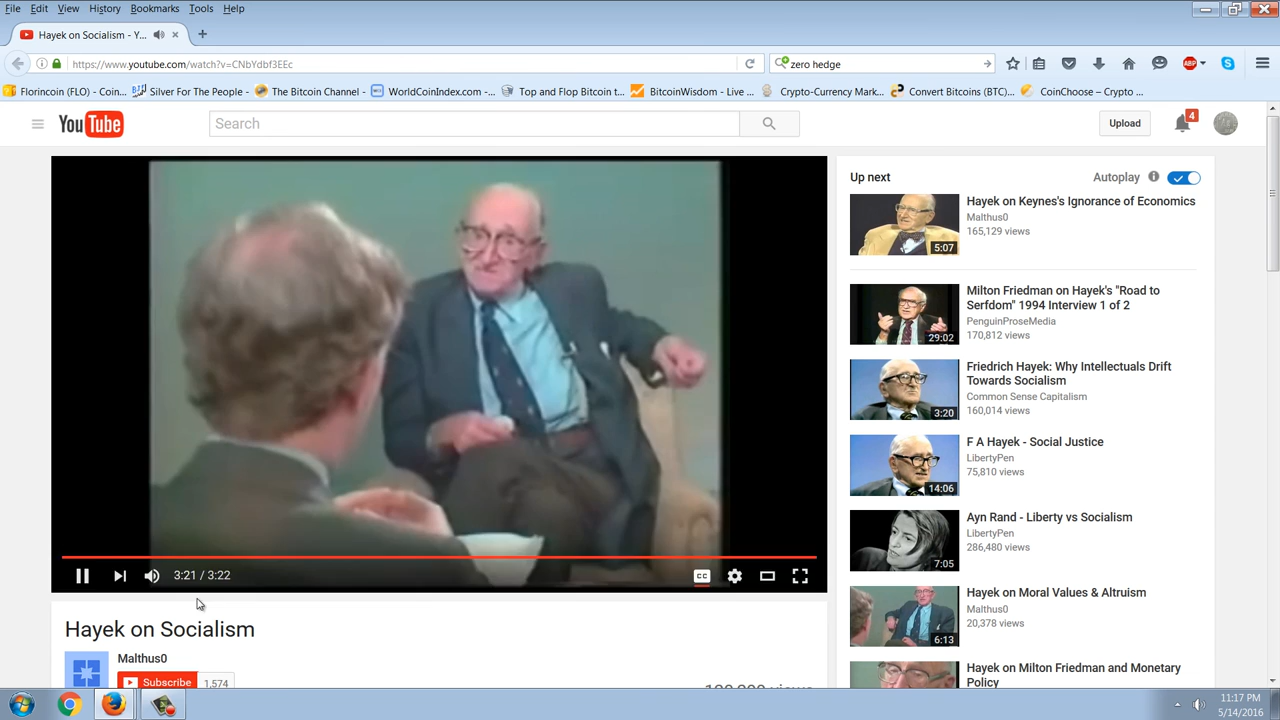 File Edit View History Bookmarks Tools Help
Hayek on Socialism - Y...
https://www.youtube.com/watch?v=CNbYdbf3EEc
zero hedge
ABP
Florincoin (FLO) - Coin...
Silver For The People - ...
The Bitcoin Channel - ...
WorldCoinIndex.com -...
Top and Flop Bitcoin t...
BitcoinWisdom - Live ...
Crypto-Currency Mark...
Convert Bitcoins (BTC)...
CoinChoose – Crypto ...
YouTube
Search
Upload
4
Up next
Autoplay
Hayek on Keynes's Ignorance of Economics
Malthus0
165,129 views
5:07
Milton Friedman on Hayek's "Road to
Serfdom" 1994 Interview 1 of 2
PenguinProseMedia
170,812 views
29:02
Friedrich Hayek: Why Intellectuals Drift
Towards Socialism
Common Sense Capitalism
160,014 views
3:20
F A Hayek - Social Justice
LibertyPen
75,810 views
14:06
Ayn Rand - Liberty vs Socialism
LibertyPen
286,480 views
7:05
Hayek on Moral Values & Altruism
Malthus0
20,378 views
6:13
Hayek on Milton Friedman and Monetary
Policy
3:21 / 3:22
CC
Hayek on Socialism
Malthus0
Subscribe
1,574
views
11:17 PM
5/14/2016